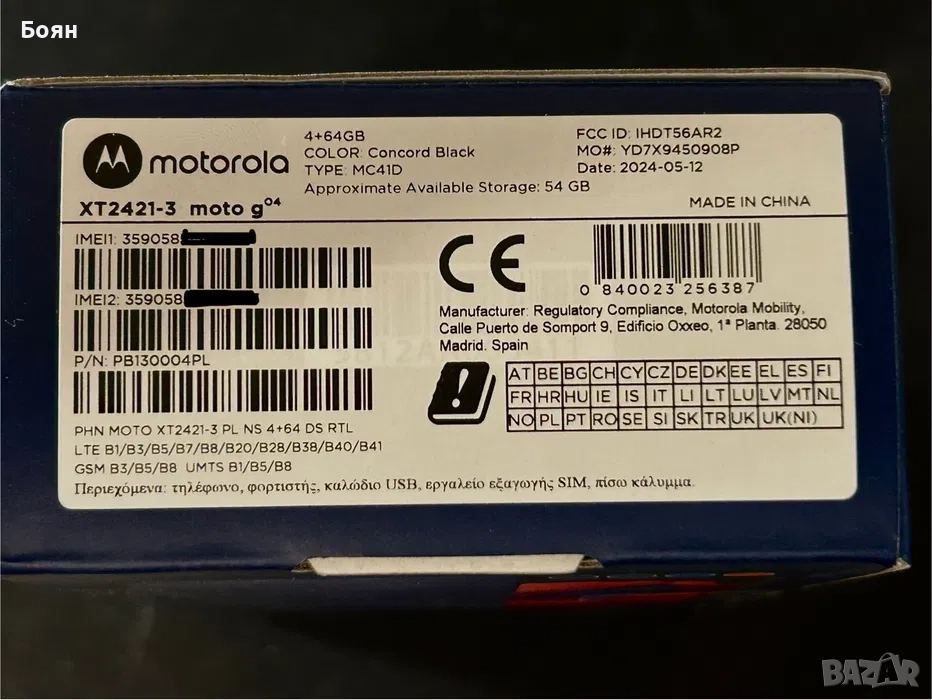 Боян
motorola
4+64GB
COLOR: Concord Black
TYPE: MC41D
Approximate Available Storage: 54 GB
FCC ID: IHDT56AR2
MO#: YD7X9450908P
Date: 2024-05-12
XT2421-3 moto g04
MADE IN CHINA
IMEI1: 359058
IMEI2: 359058
P/N: PB130004PL
PHN MOTO XT2421-3 PL NS 4+64 DS RTL
LTE B1/B3/B5/B7/B8/B20/B28/B38/B40/B41
GSM B3/B5/B8 UMTS B1/B5/B8
CE
0 840023 256387
Manufacturer: Regulatory Compliance, Motorola Mobility,
Calle Puerto de Somport 9, Edificio Oxxeo, 1ª Planta. 28050
Madrid. Spain
AT BE BG CH CY CZ DE DK EE EL ES FI
FR HR HU IE IS IT LI LT LU LV MT NL
NO PL PT RO SE SI SK TR UK UK(NI)
Περιεχόμενα: τηλέφωνο, φορτιστής, καλώδιο USB, εργαλείο εξαγωγής SIM, πίσω κάλυμμα.
BAZAR